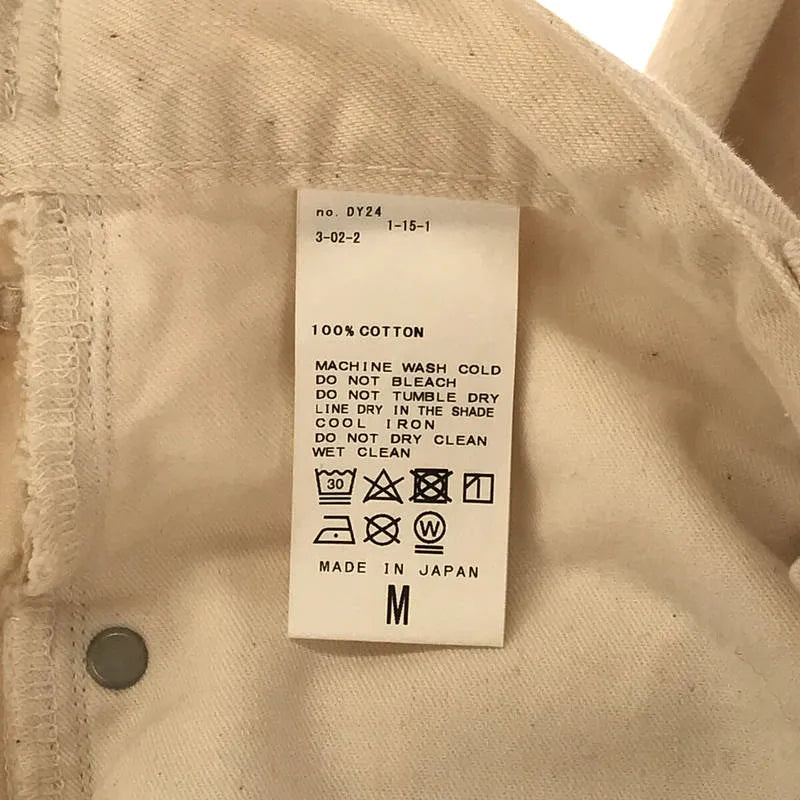 no. DY24
1-15-1
3-02-2
100% COTTON
MACHINE WASH COLD
DO NOT BLEACH
DO NOT TUMBLE DRY
LINE DRY IN THE SHADE
COOL IRON
DO NOT DRY CLEAN
WET CLEAN
30
W
MADE IN JAPAN
M